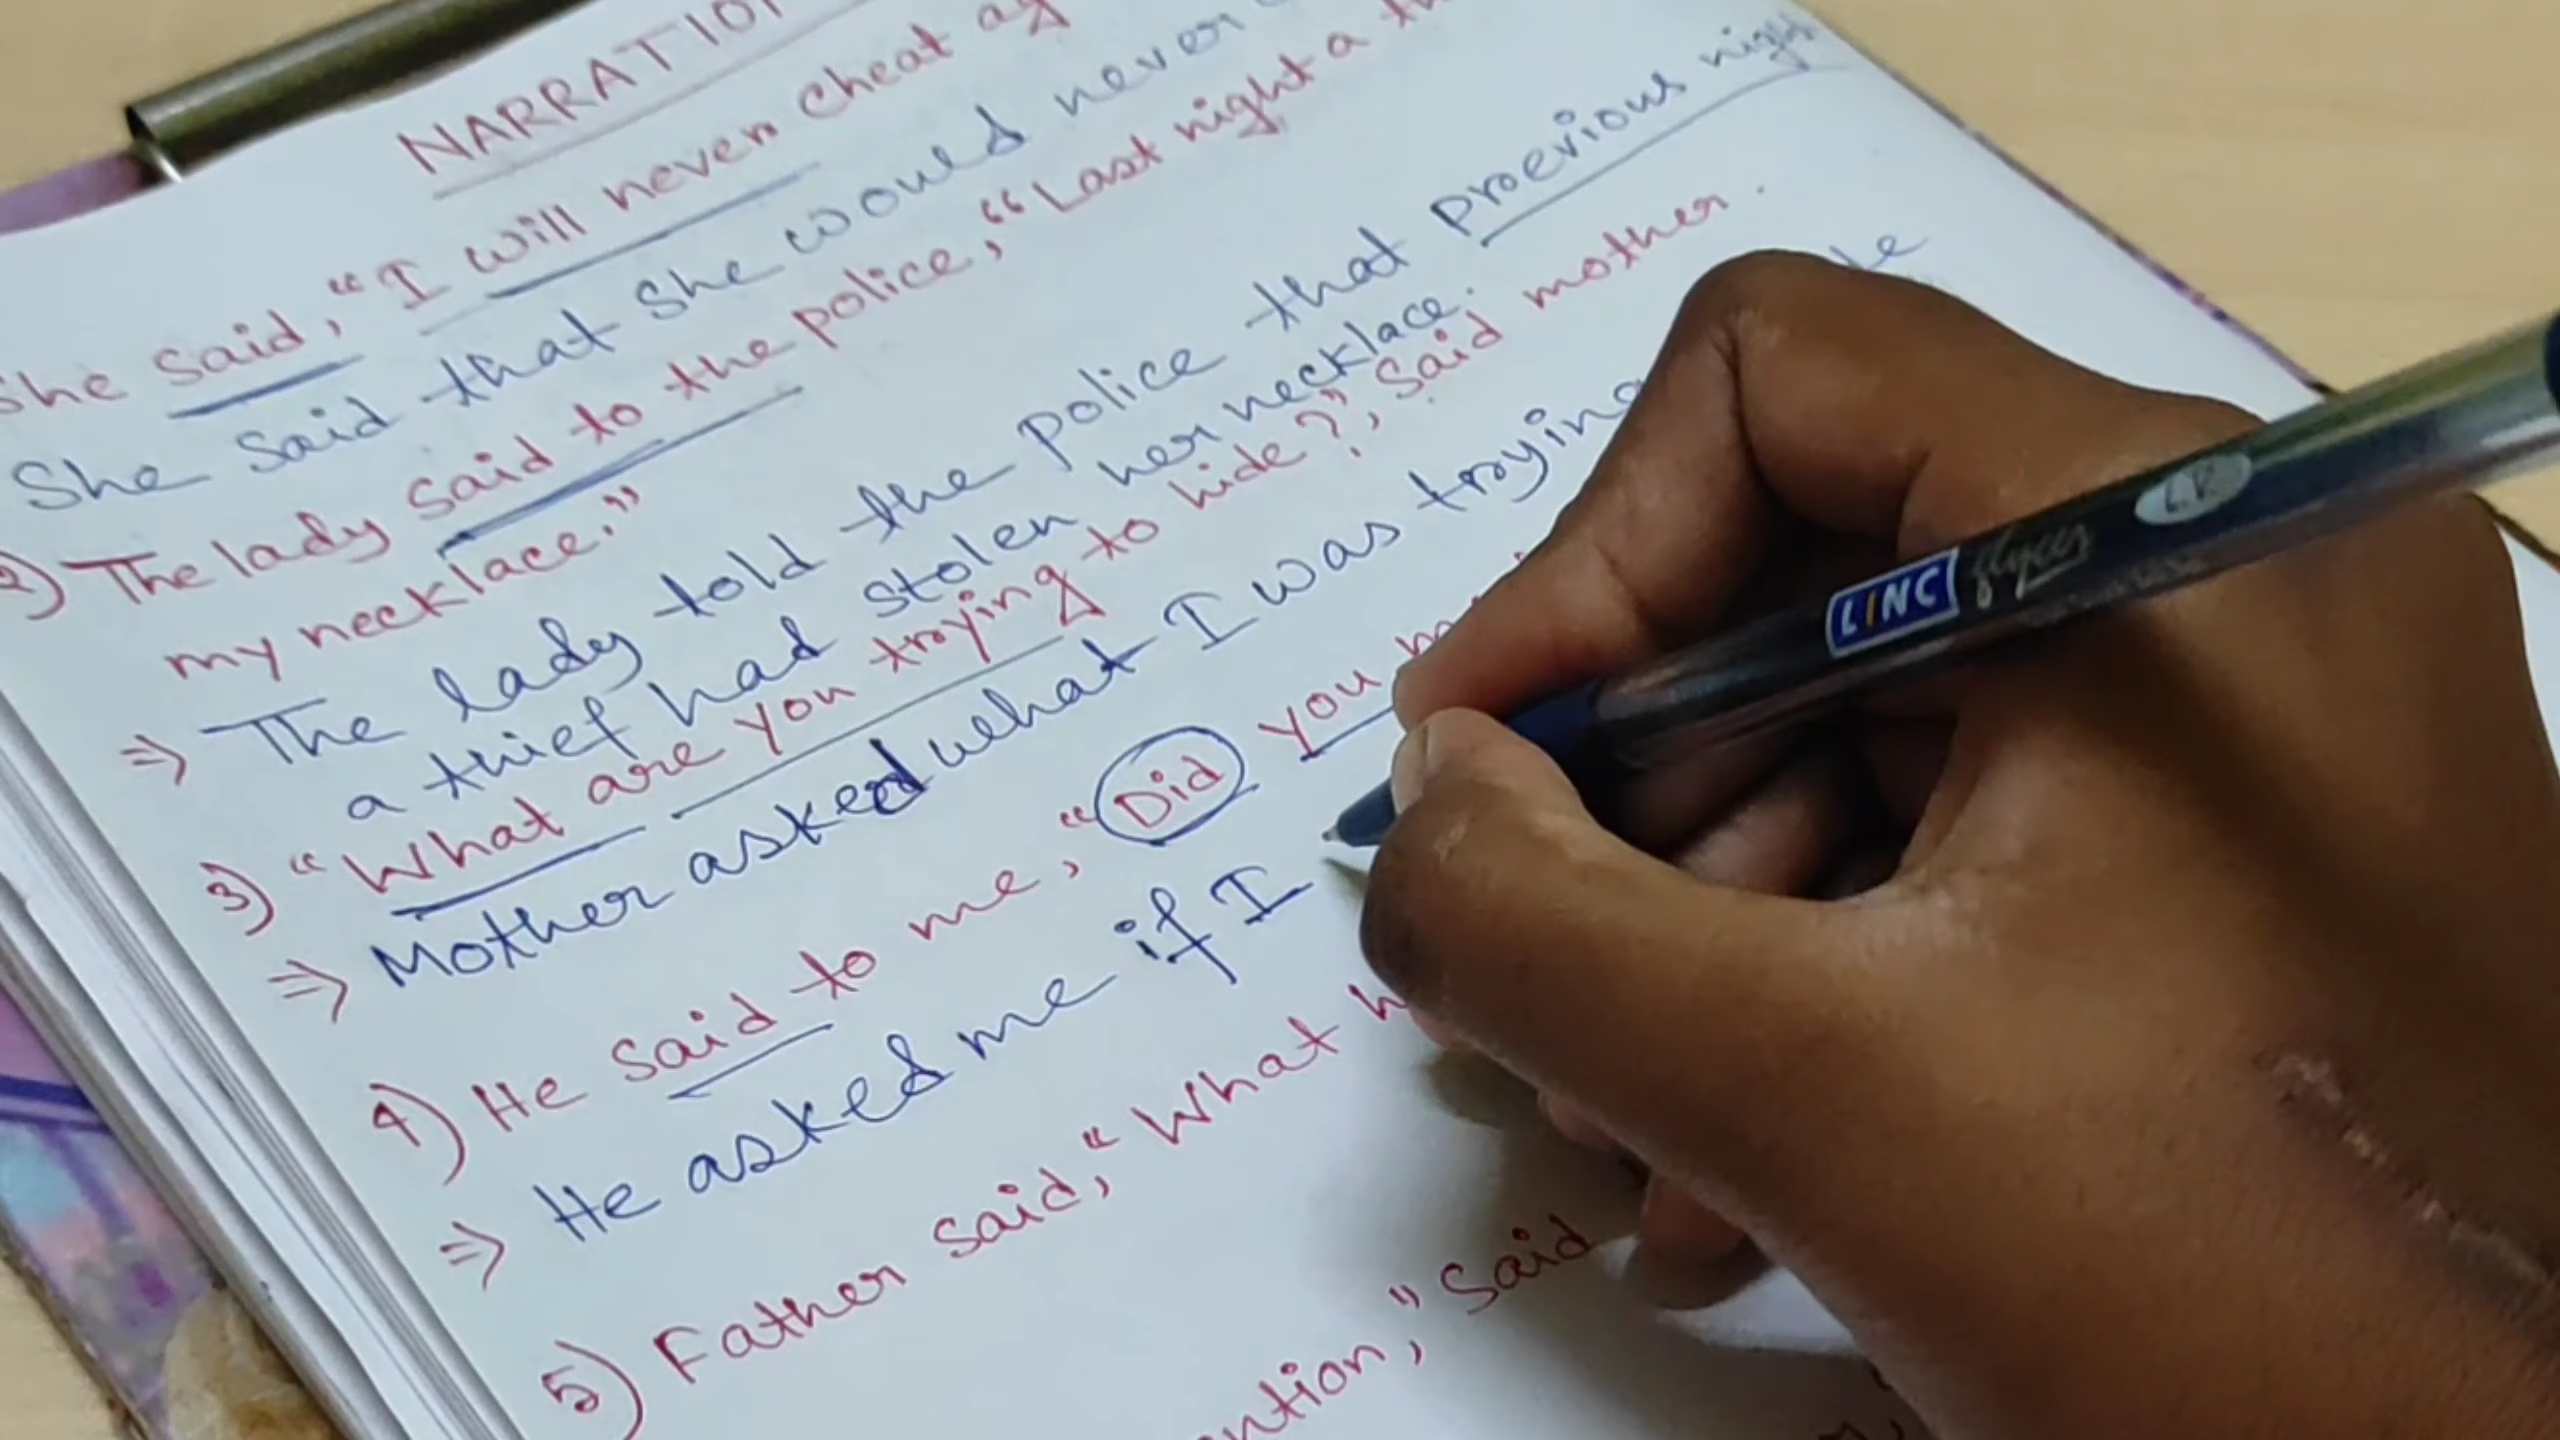 NARRATION
She said, "I will never cheat ag
She said that she would never
2) The lady said to the police, "Last night a th
my necklace."
=> The lady told the police that previous night
a thief had stolen her necklace.
3) "What are you trying to hide?", said mother.
=> Mother asked what I was trying
4) He said to me, "Did you m
=> He asked me if I
5) Father said, "What h
ntion," said
LINC glycer